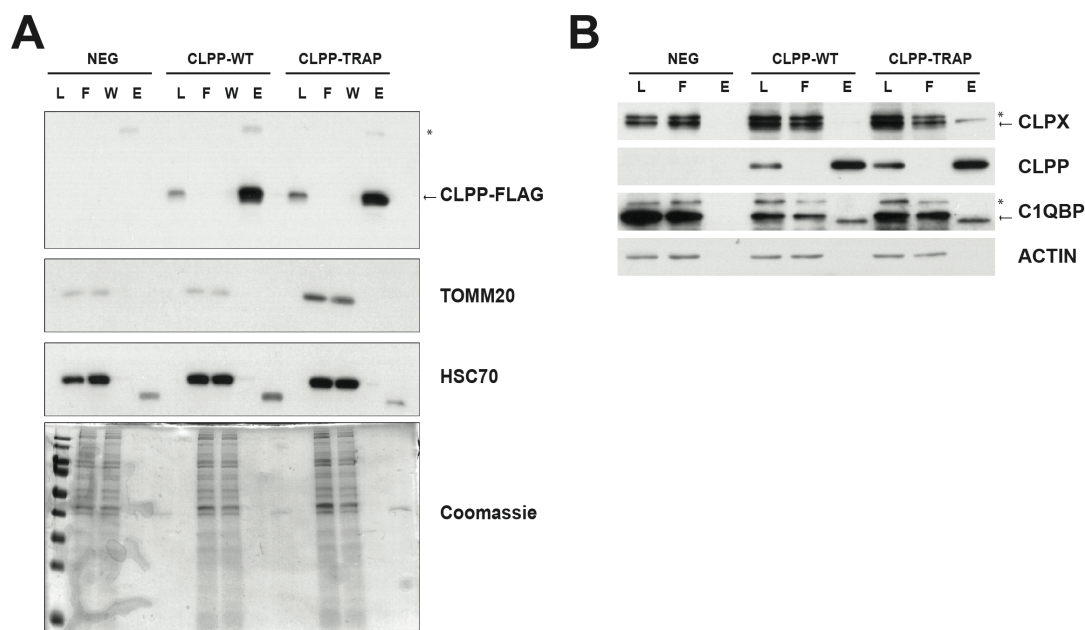 A
NEG CLPP-WT CLPP-TRAP
L F W E L F W E L F W E
*
←CLPP-FLAG
TOMM20
HSC70
Coomassie
B
NEG CLPP-WT CLPP-TRAP
L F E L F E L F E
*
← CLPX
CLPP
*
← C1QBP
ACTIN